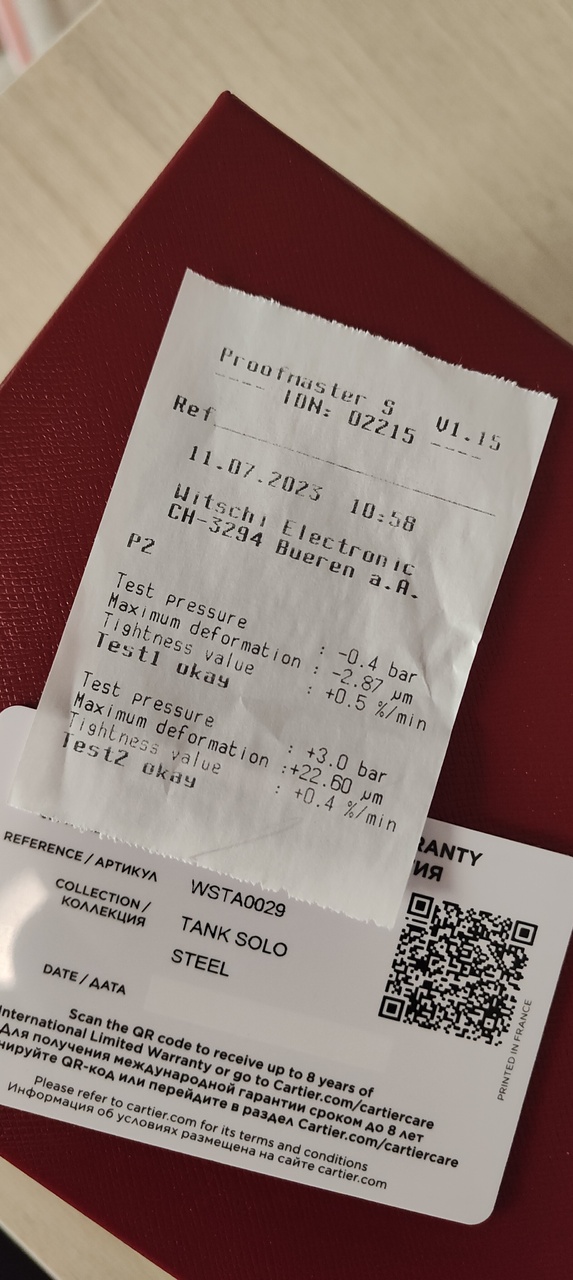 Proofmaster S V1.15
---- IDN: 02215 ----
Ref
11.07.2023 10:58
Witschi Electronic
CH-3294 Bueren a.A.
P2
Test pressure : -0.4 bar
Maximum deformation : -2.87 µm
Tightness value : +0.5 %/min
Test1 okay
Test pressure : +3.0 bar
Maximum deformation :+22.60 µm
Tightness value : +0.4 %/min
Test2 okay
REFERENCE / АРТИКУЛ WSTA0029
COLLECTION / КОЛЛЕКЦИЯ TANK SOLO
STEEL
DATE / ДАТА
Scan the QR code to receive up to 8 years of
International Limited Warranty or go to Cartier.com/cartiercare
Для получения международной гарантии сроком до 8 лет
нируйте QR-код или перейдите в раздел Cartier.com/cartiercare
Please refer to cartier.com for its terms and conditions
Информация об условиях размещена на сайте cartier.com
RANTY
ИЯ
PRINTED IN FRANCE